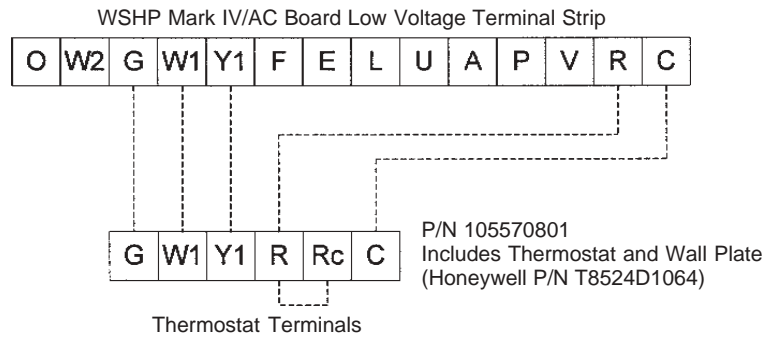 WSHP Mark IV/AC Board Low Voltage Terminal Strip
O W2 G W1 Y1 F E L U A P V R C
G W1 Y1 R Rc C
P/N 105570801
Includes Thermostat and Wall Plate
(Honeywell P/N T8524D1064)
Thermostat Terminals